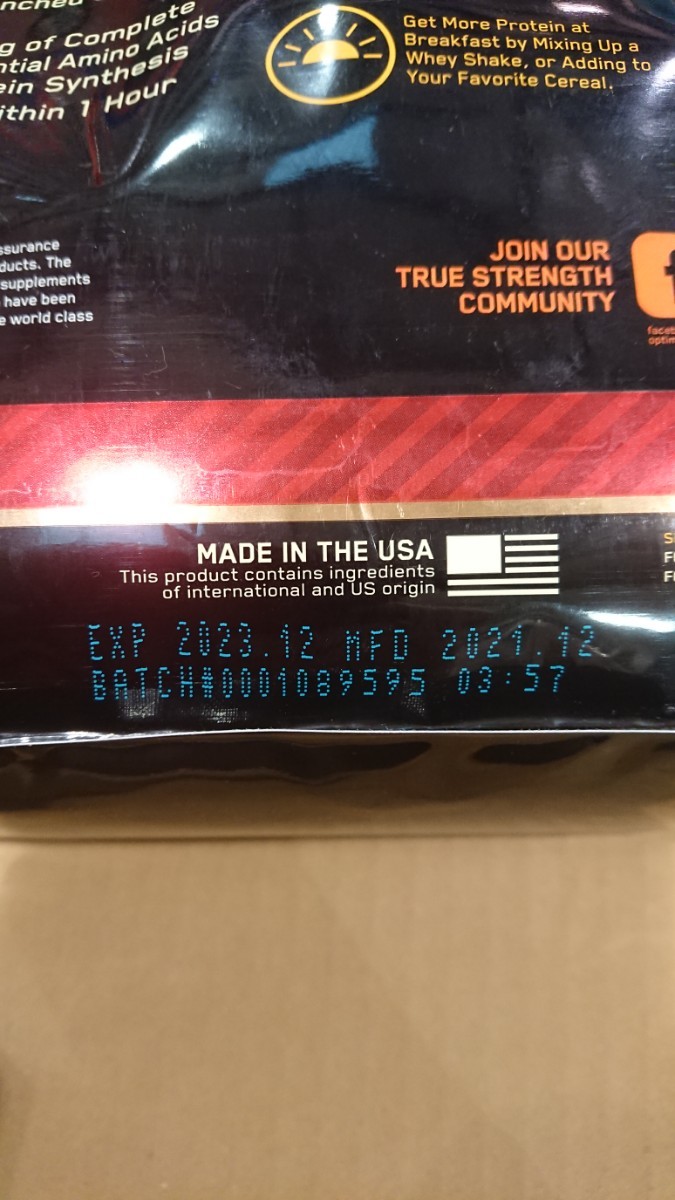 g of Complete
ntial Amino Acids
ein Synthesis
ithin 1 Hour
Get More Protein at
Breakfast by Mixing Up a
Whey Shake, or Adding to
Your Favorite Cereal.
ssurance
ducts. The
supplements
have been
e world class
JOIN OUR
TRUE STRENGTH
COMMUNITY
f
faceb
optim
MADE IN THE USA
This product contains ingredients
of international and US origin
EXP 2023.12 MFD 2021.12
BATCH#0001089595 03:57